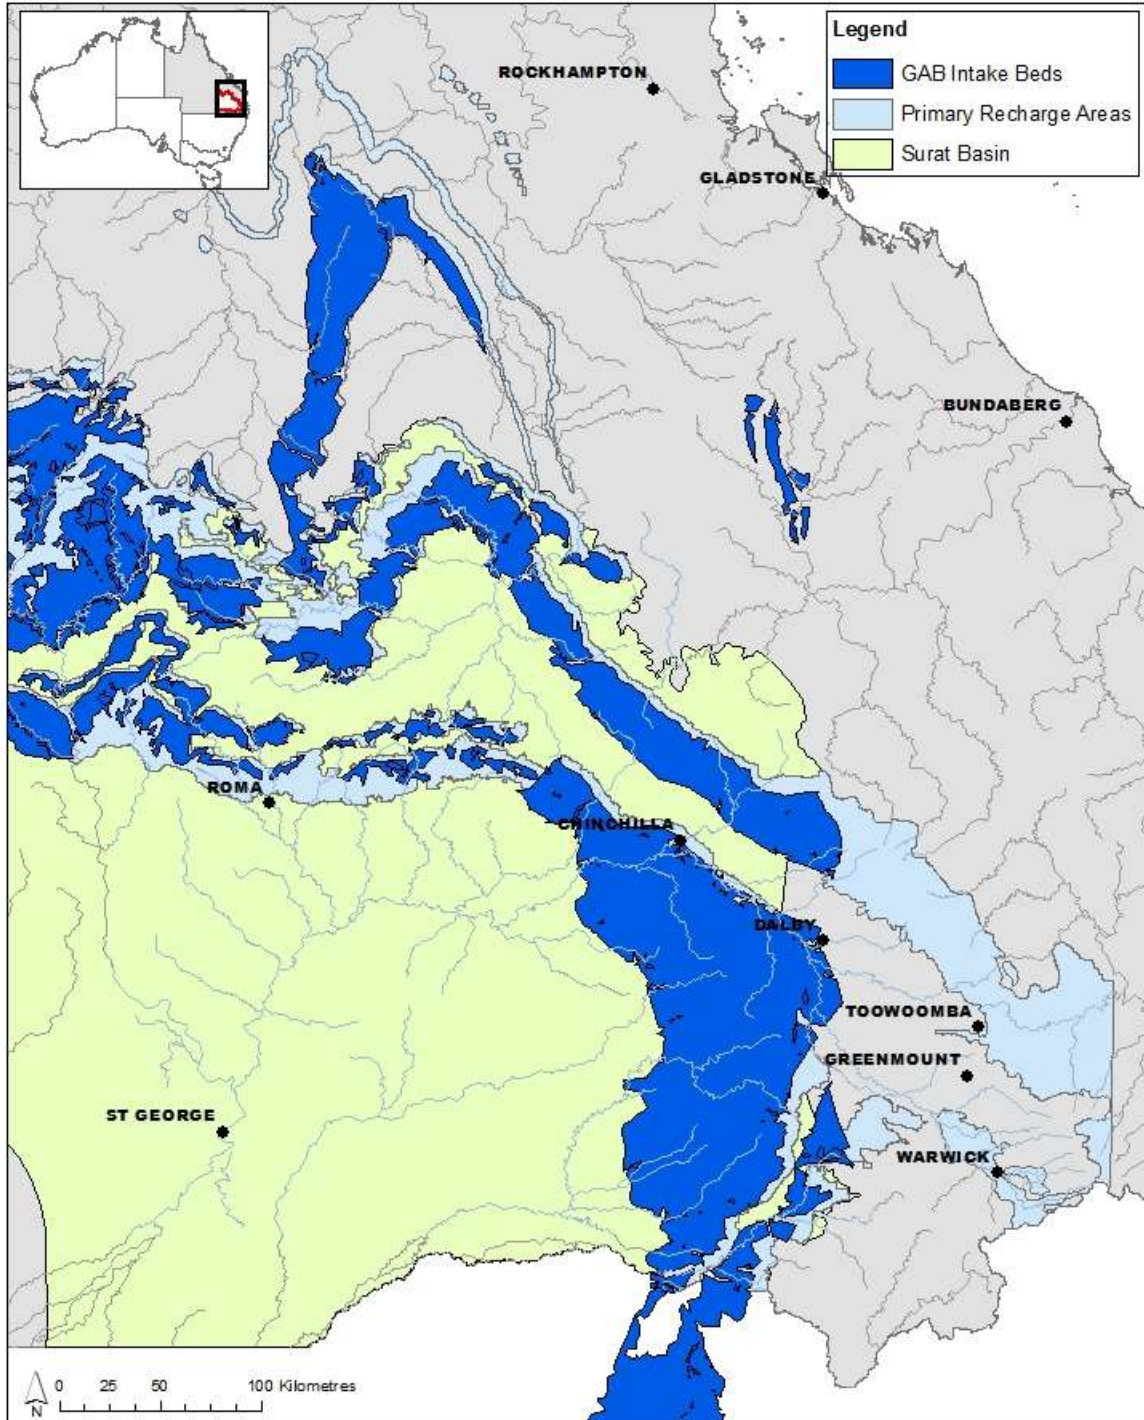 Legend
GAB Intake Beds
Primary Recharge Areas
Surat Basin
ROCKHAMPTON
GLADSTONE
BUNDABERG
ROMA
CHINCHILLA
DALBY
TOOWOOMBA
GREENMOUNT
ST GEORGE
WARWICK
0 25 50 100 Kilometres
N